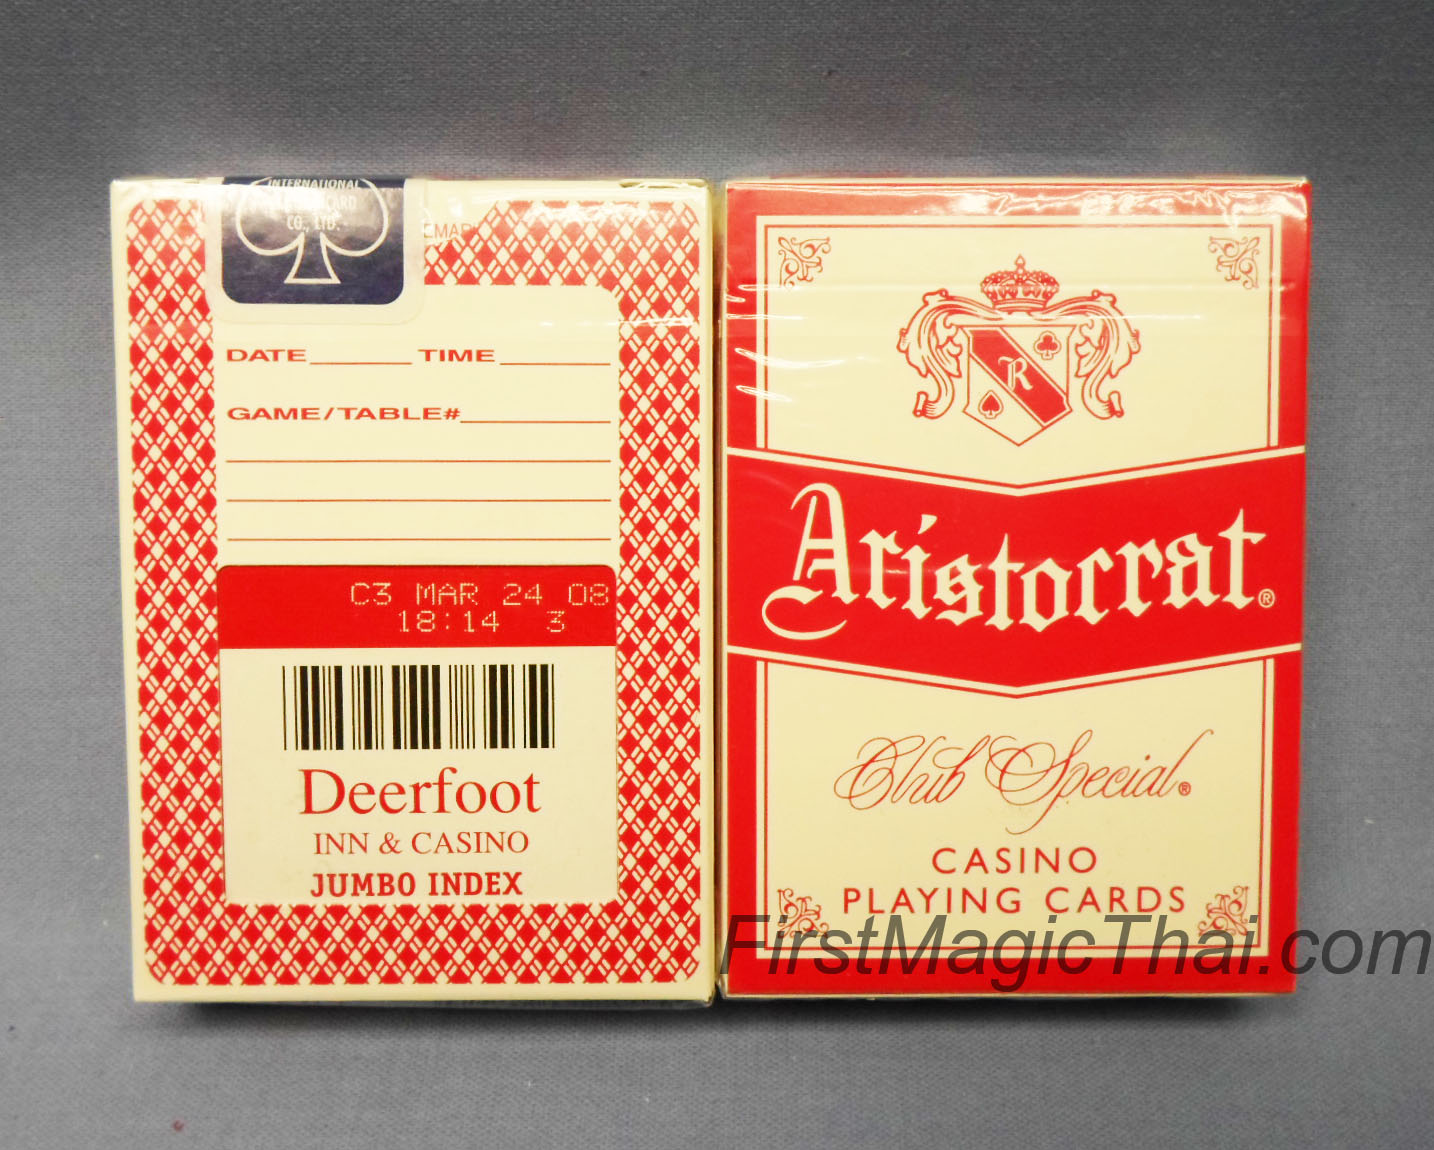 INTERNATIONAL
CARD
CO., LTD.
DATE TIME
GAME/TABLE#
C3 MAR 24 08
18:14 3
Deerfoot
INN & CASINO
JUMBO INDEX
R
Aristocrat®
Club Special®
CASINO
PLAYING CARDS
FirstMagicThai.com